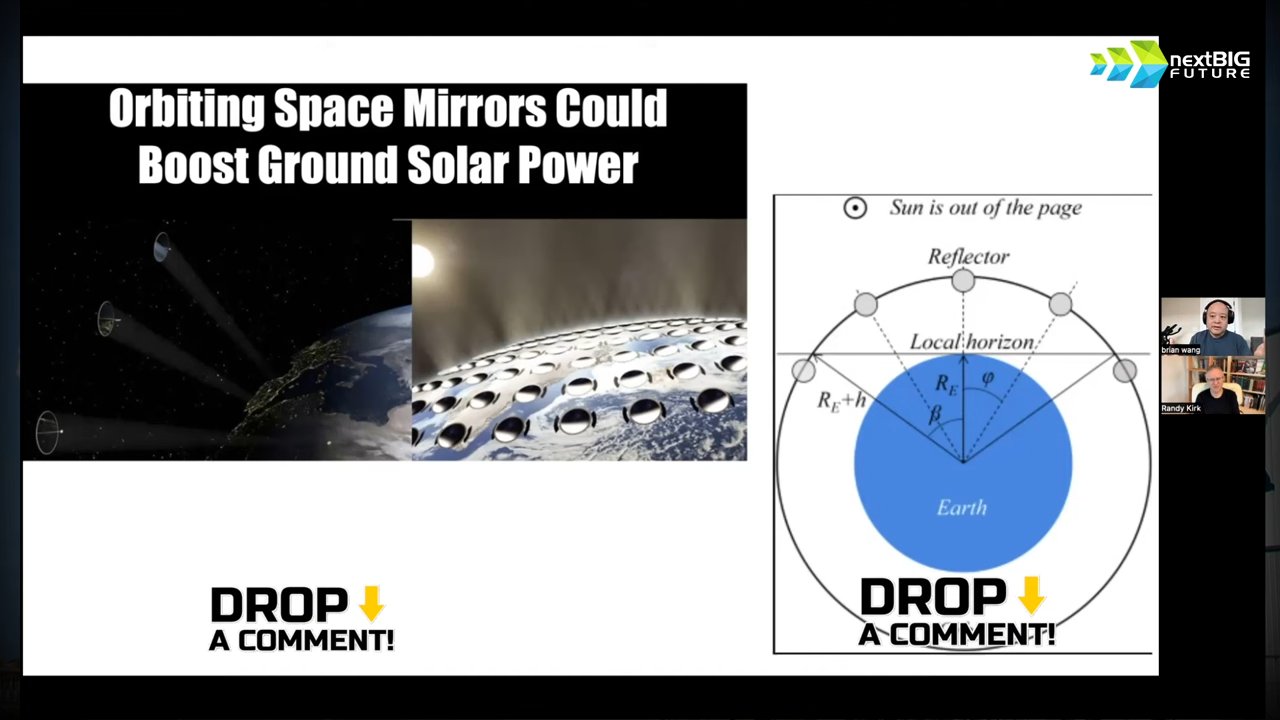 nextBIG
FUTURE
Orbiting Space Mirrors Could
Boost Ground Solar Power
Sun is out of the page
Reflector
Local horizon
R_E
φ
R_E+h
β
Earth
brian wang
Randy Kirk
DROP
A COMMENT!
DROP
A COMMENT!